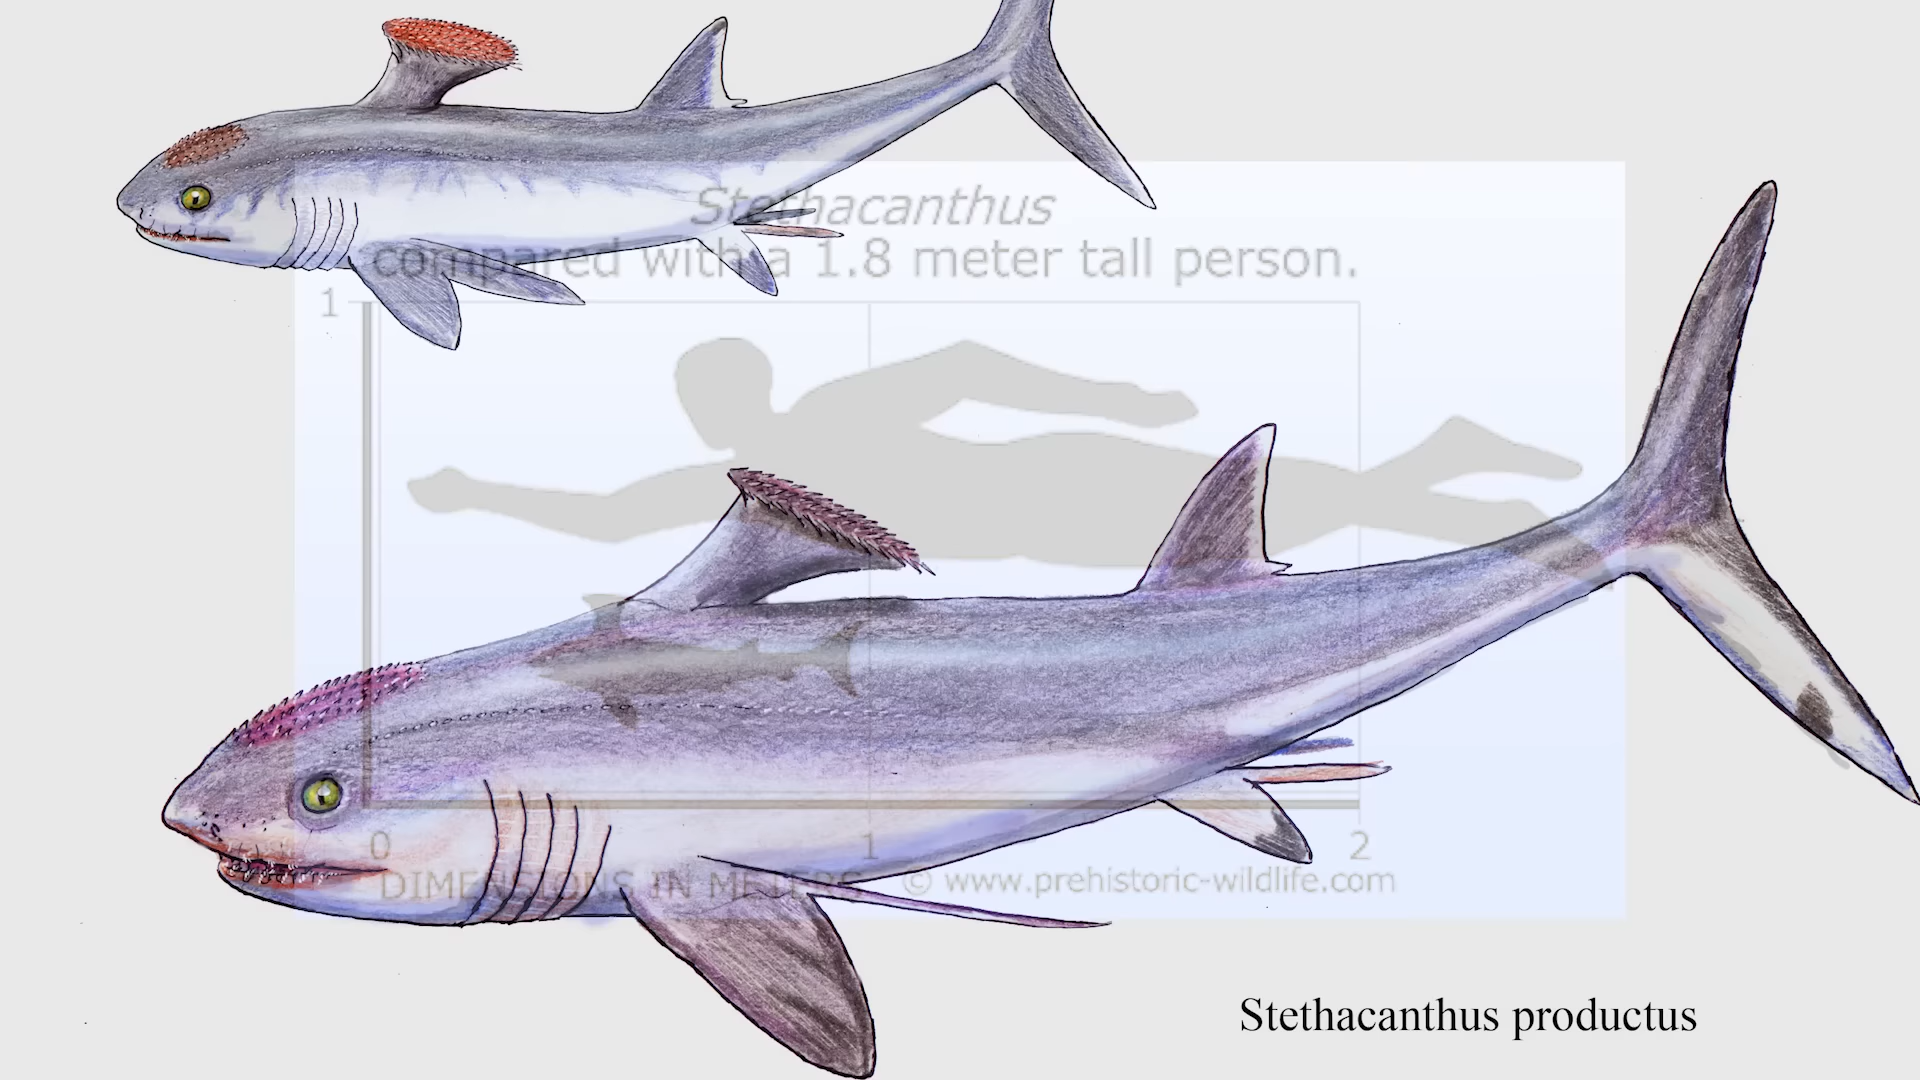 Stethacanthus
compared with a 1.8 meter tall person.
1
0 1 2
DIMENSIONS IN METERS © www.prehistoric-wildlife.com
Stethacanthus productus